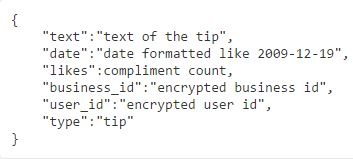 {
    "text":"text of the tip",
    "date":"date formatted like 2009-12-19",
    "likes":compliment count,
    "business_id":"encrypted business id",
    "user_id":"encrypted user id",
    "type":"tip"
}